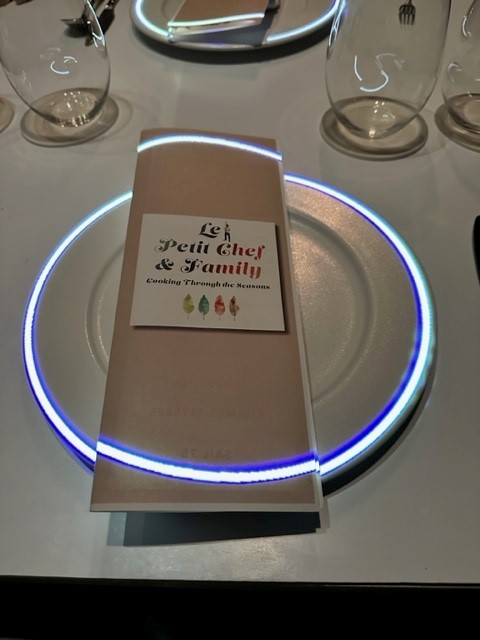 Le
Petit Chef
& Family
Cooking Through the Seasons